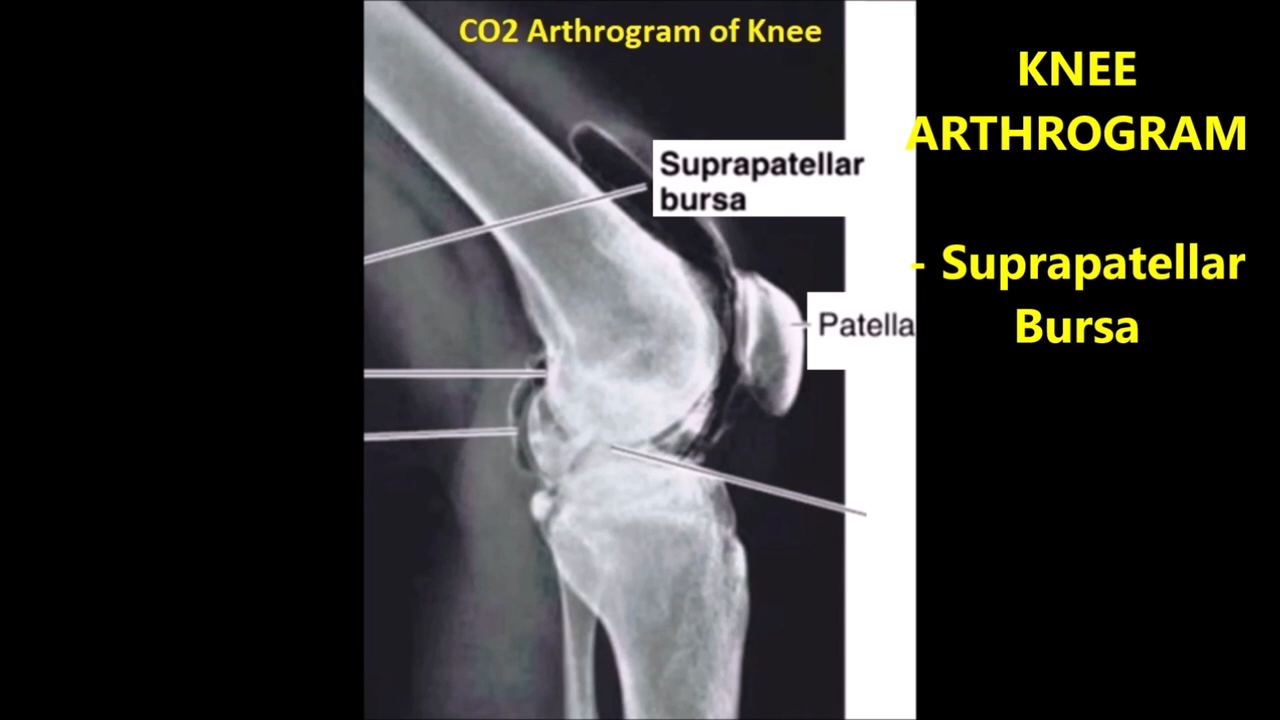 CO2 Arthrogram of Knee
Suprapatellar
bursa
Patella
KNEE
ARTHROGRAM
- Suprapatellar
Bursa